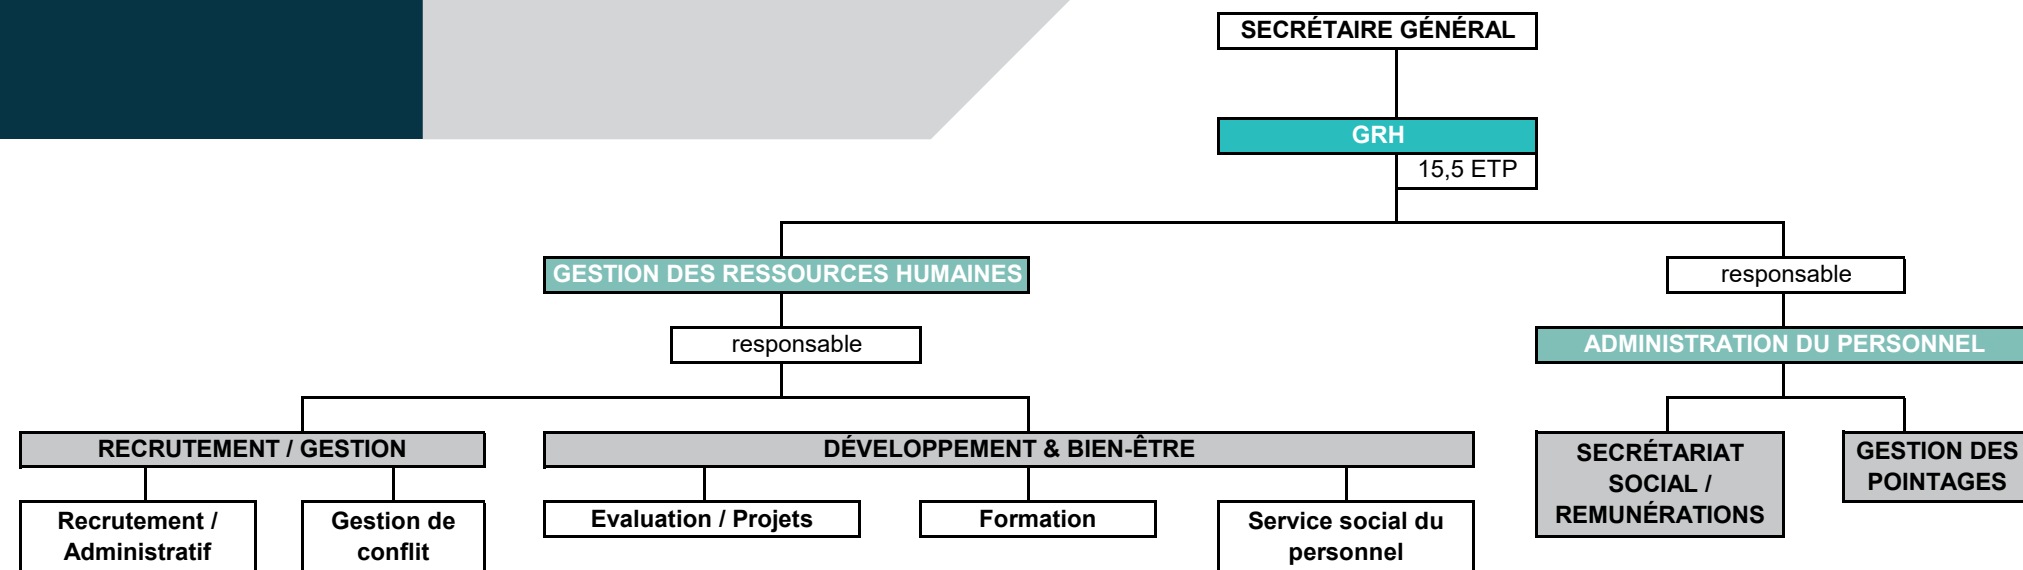 SECRÉTAIRE GÉNÉRAL
GRH
15,5 ETP
GESTION DES RESSOURCES HUMAINES
responsable
responsable
ADMINISTRATION DU PERSONNEL
RECRUTEMENT / GESTION
DÉVELOPPEMENT & BIEN-ÊTRE
SECRÉTARIAT
SOCIAL /
REMUNÉRATIONS
GESTION DES
POINTAGES
Recrutement /
Administratif
Gestion de
conflit
Evaluation / Projets
Formation
Service social du
personnel